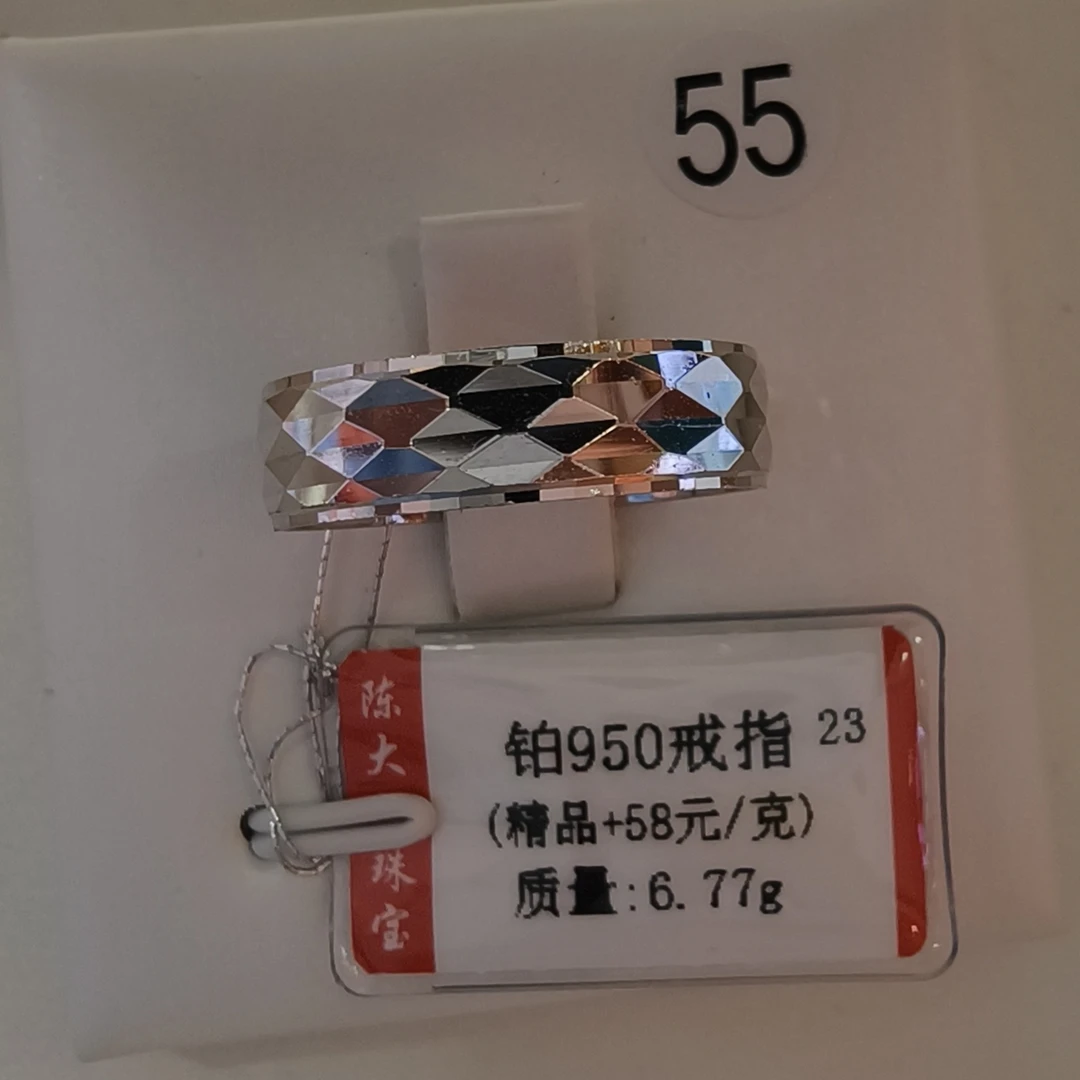 55
陈大
珠宝
铂950戒指 23
(精品+58元/克)
质量:6.77g